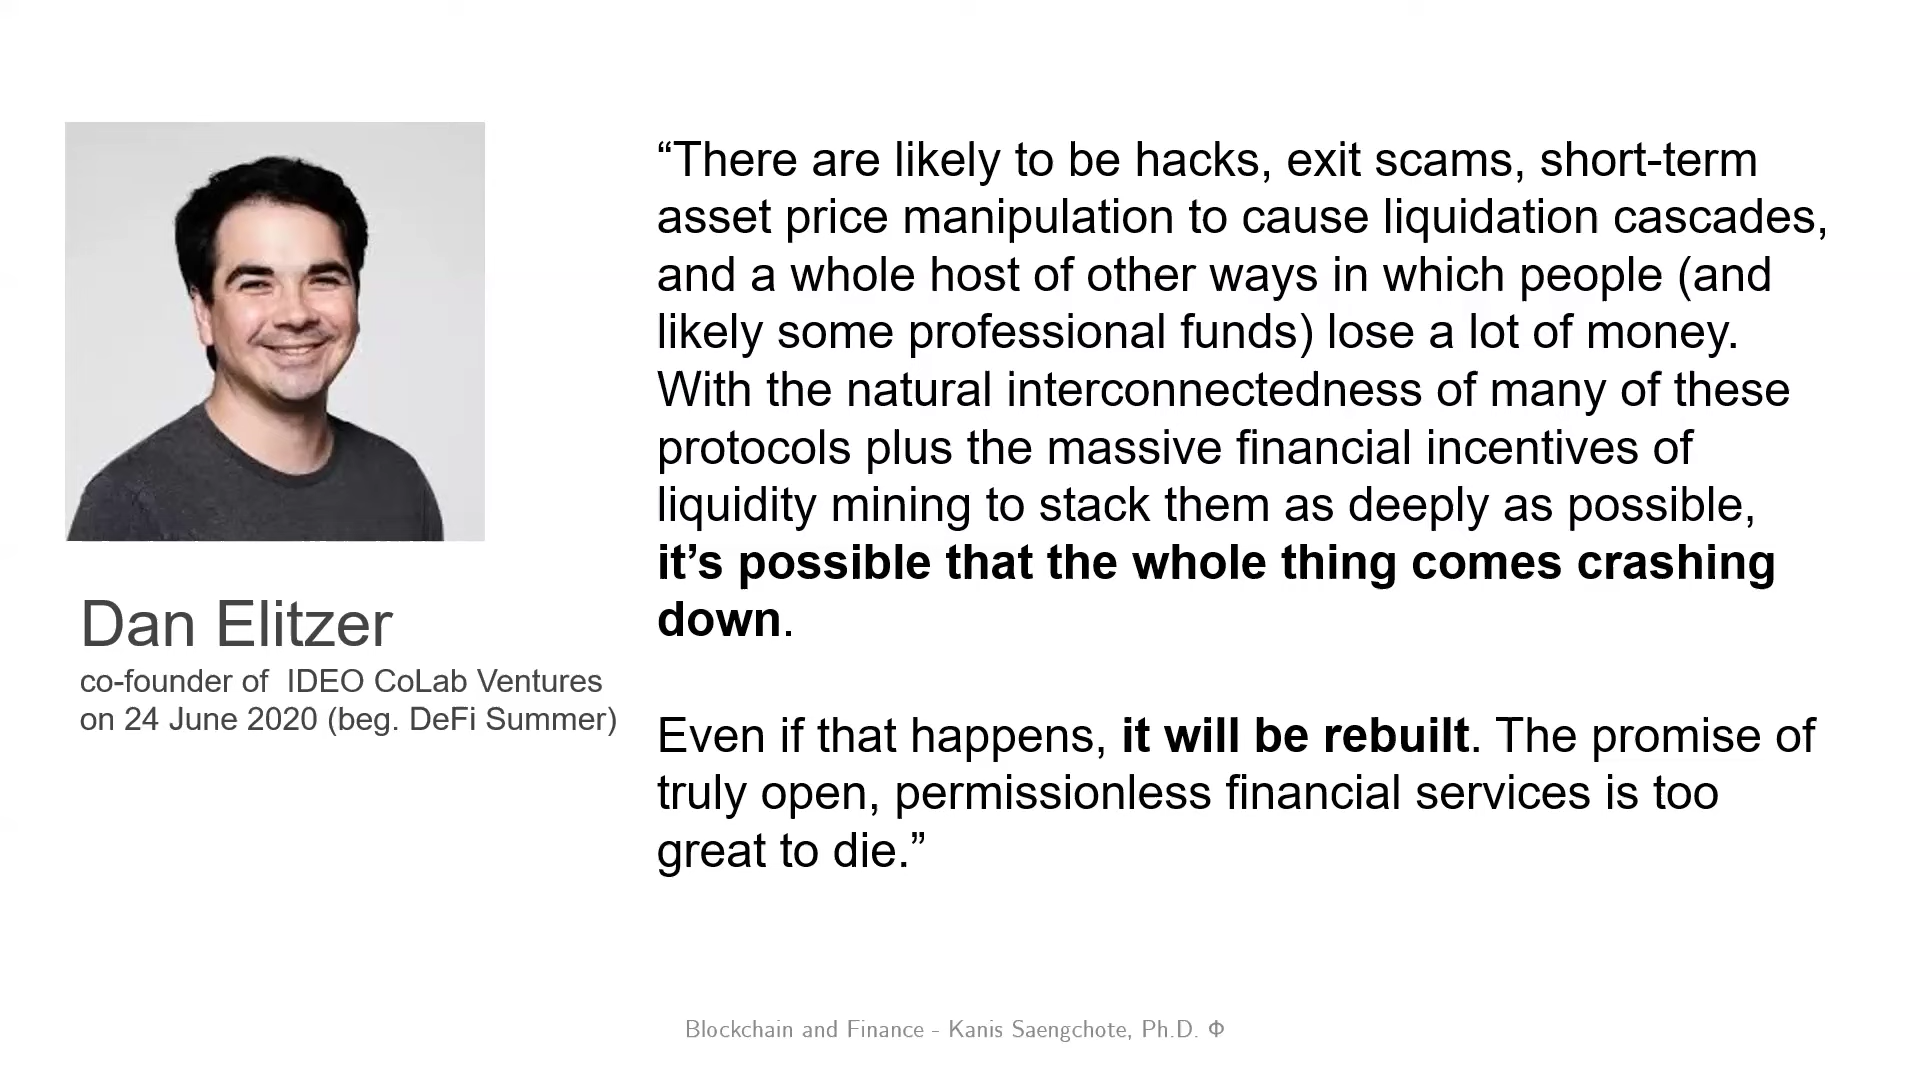 “There are likely to be hacks, exit scams, short-term
asset price manipulation to cause liquidation cascades,
and a whole host of other ways in which people (and
likely some professional funds) lose a lot of money.
With the natural interconnectedness of many of these
protocols plus the massive financial incentives of
liquidity mining to stack them as deeply as possible,
it’s possible that the whole thing comes crashing
down.
Even if that happens, it will be rebuilt. The promise of
truly open, permissionless financial services is too
great to die.”
Dan Elitzer
co-founder of  IDEO CoLab Ventures
on 24 June 2020 (beg. DeFi Summer)
Blockchain and Finance - Kanis Saengchote, Ph.D. Φ